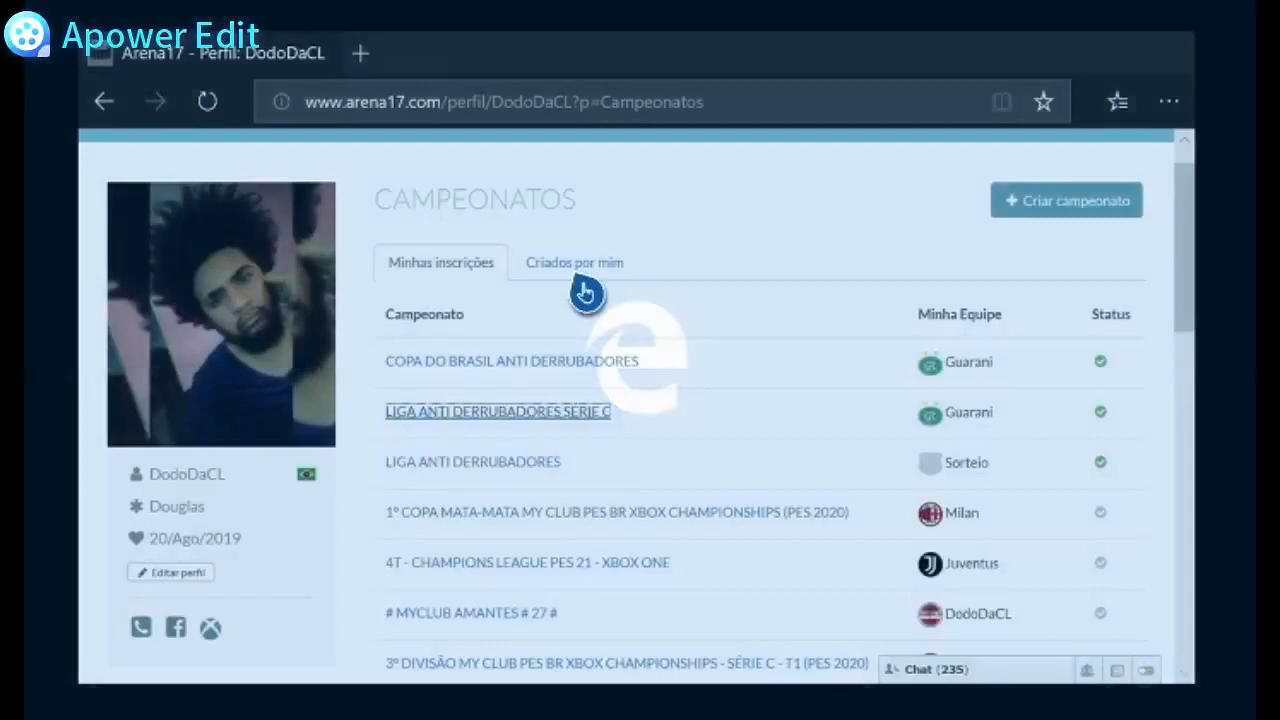 Apower Edit
Arena17 - Perfil: DodoDaCL
www.arena17.com/perfil/DodoDaCL?p=Campeonatos
CAMPEONATOS
+ Criar campeonato
Minhas inscrições Criados por mim
Campeonato Minha Equipe Status
COPA DO BRASIL ANTI DERRUBADORES Guarani
LIGA ANTI DERRUBADORES SERIE C Guarani
LIGA ANTI DERRUBADORES Sorteio
1º COPA MATA-MATA MY CLUB PES BR XBOX CHAMPIONSHIPS (PES 2020) Milan
4T - CHAMPIONS LEAGUE PES 21 - XBOX ONE Juventus
# MYCLUB AMANTES # 27 # DodoDaCL
3º DIVISÃO MY CLUB PES BR XBOX CHAMPIONSHIPS - SÉRIE C - T1 (PES 2020)
DodoDaCL
Douglas
20/Ago/2019
Editar perfil
Chat (235)